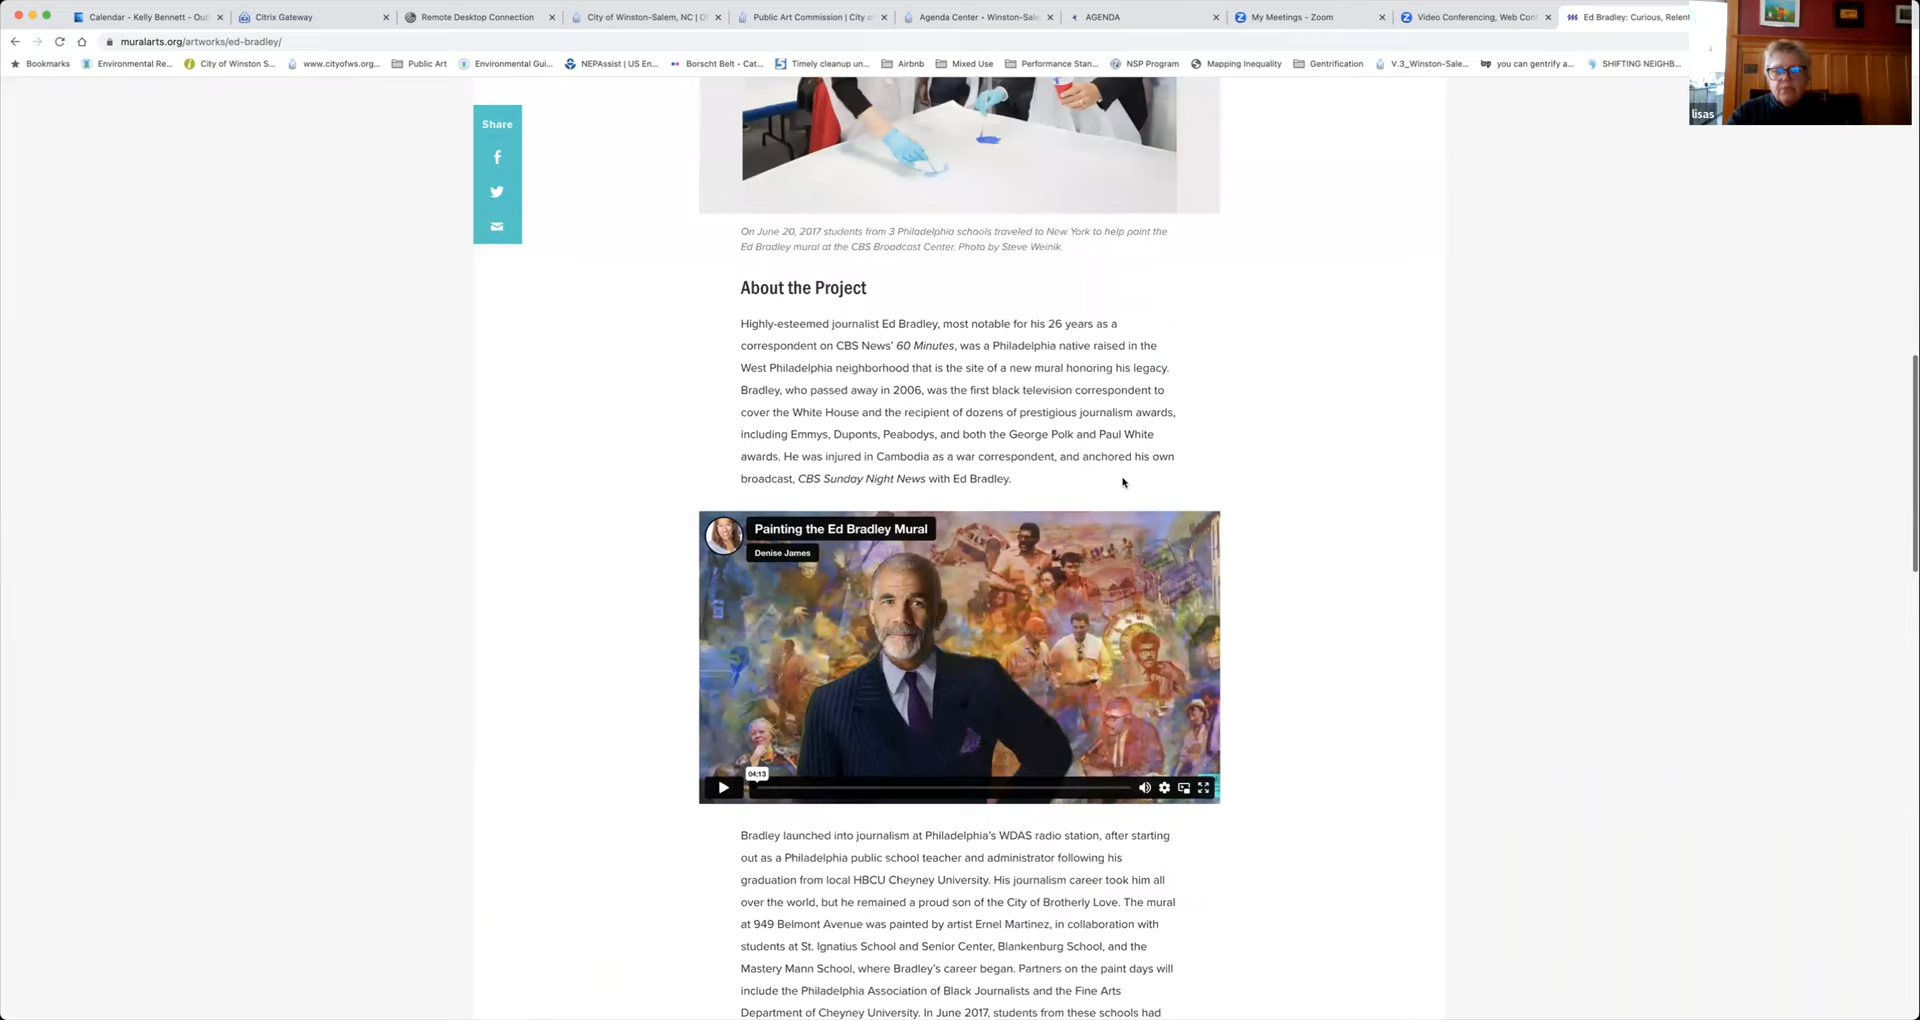 Calendar - Kelly Bennett - Out
Citrix Gateway
Remote Desktop Connection
City of Winston-Salem, NC | O
Public Art Commission | City o
Agenda Center • Winston-Sale
AGENDA
My Meetings - Zoom
Video Conferencing, Web Con
Ed Bradley: Curious, Relent
muralarts.org/artworks/ed-bradley/
Bookmarks
Environmental Re...
City of Winston S...
www.cityofws.org...
Public Art
Environmental Gui...
NEPAssist | US En...
Borscht Belt - Cat...
Timely cleanup un...
Airbnb
Mixed Use
Performance Stan...
NSP Program
Mapping Inequality
Gentrification
V.3_Winston-Sale...
you can gentrify a...
SHIFTING NEIGHB...
lisas
Share
On June 20, 2017 students from 3 Philadelphia schools traveled to New York to help paint the
Ed Bradley mural at the CBS Broadcast Center. Photo by Steve Weinik.
About the Project
Highly-esteemed journalist Ed Bradley, most notable for his 26 years as a
correspondent on CBS News' 60 Minutes, was a Philadelphia native raised in the
West Philadelphia neighborhood that is the site of a new mural honoring his legacy.
Bradley, who passed away in 2006, was the first black television correspondent to
cover the White House and the recipient of dozens of prestigious journalism awards,
including Emmys, Duponts, Peabodys, and both the George Polk and Paul White
awards. He was injured in Cambodia as a war correspondent, and anchored his own
broadcast, CBS Sunday Night News with Ed Bradley.
Painting the Ed Bradley Mural
Denise James
04:13
Bradley launched into journalism at Philadelphia's WDAS radio station, after starting
out as a Philadelphia public school teacher and administrator following his
graduation from local HBCU Cheyney University. His journalism career took him all
over the world, but he remained a proud son of the City of Brotherly Love. The mural
at 949 Belmont Avenue was painted by artist Ernel Martinez, in collaboration with
students at St. Ignatius School and Senior Center, Blankenburg School, and the
Mastery Mann School, where Bradley's career began. Partners on the paint days will
include the Philadelphia Association of Black Journalists and the Fine Arts
Department of Cheyney University. In June 2017, students from these schools had